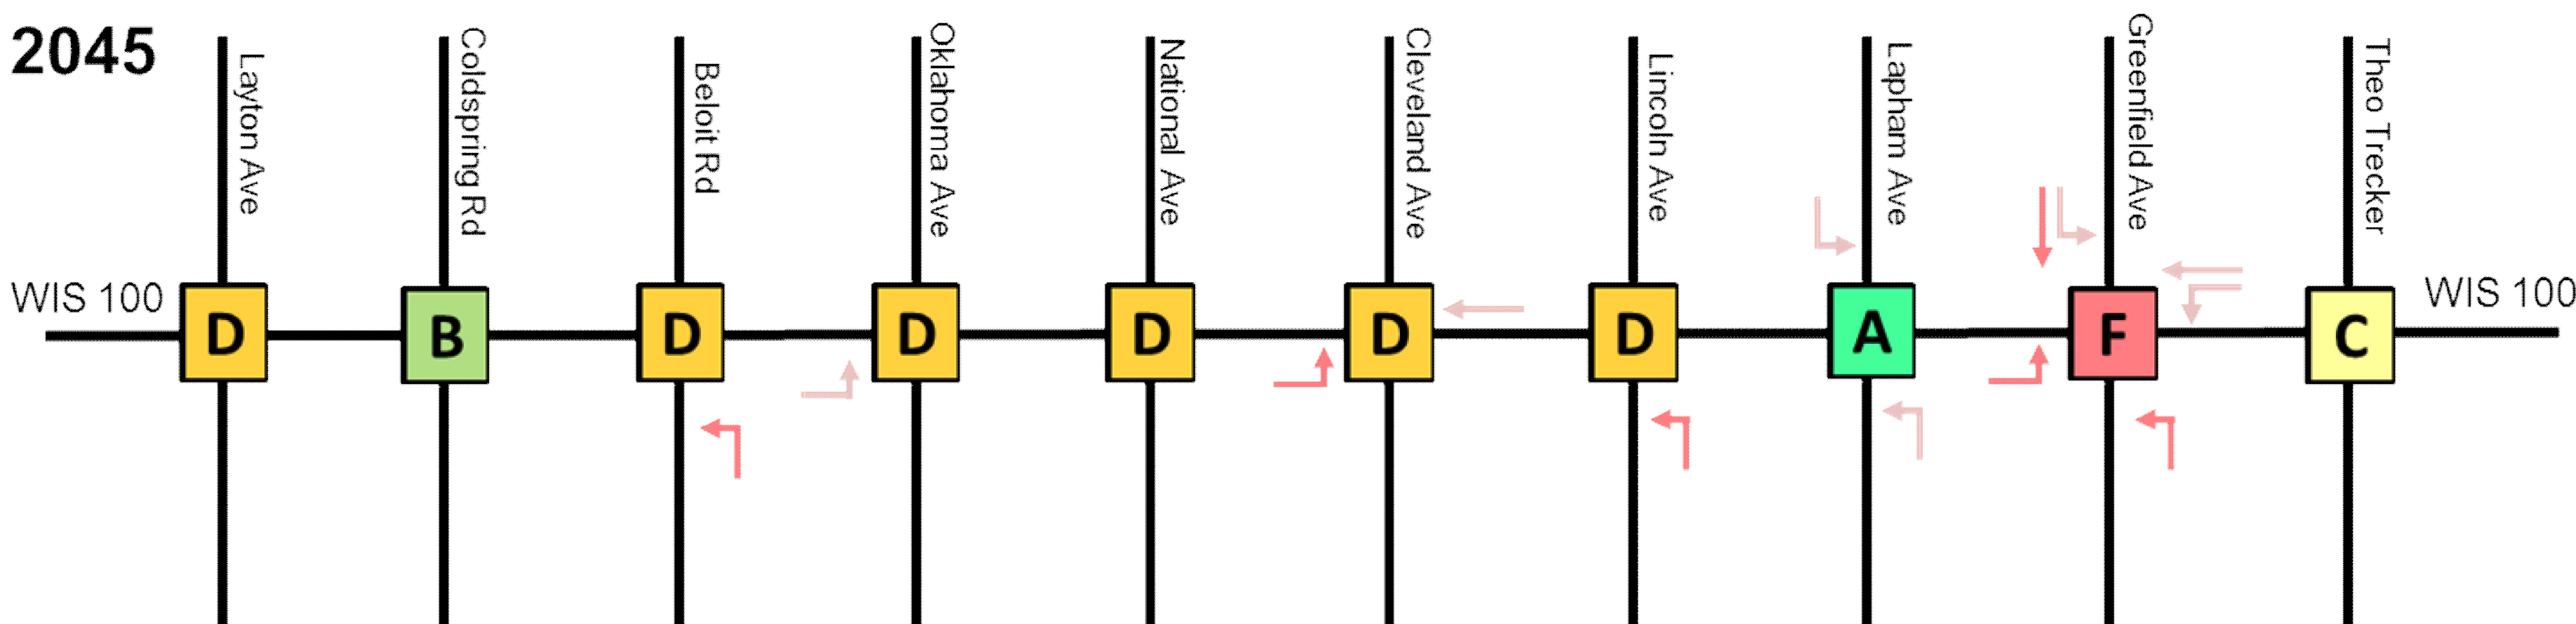 2045
Layton Ave
Coldspring Rd
Beloit Rd
Oklahoma Ave
National Ave
Cleveland Ave
Lincoln Ave
Lapham Ave
Greenfield Ave
Theo Trecker
WIS 100
D
B
D
D
D
D
D
A
F
C
WIS 100